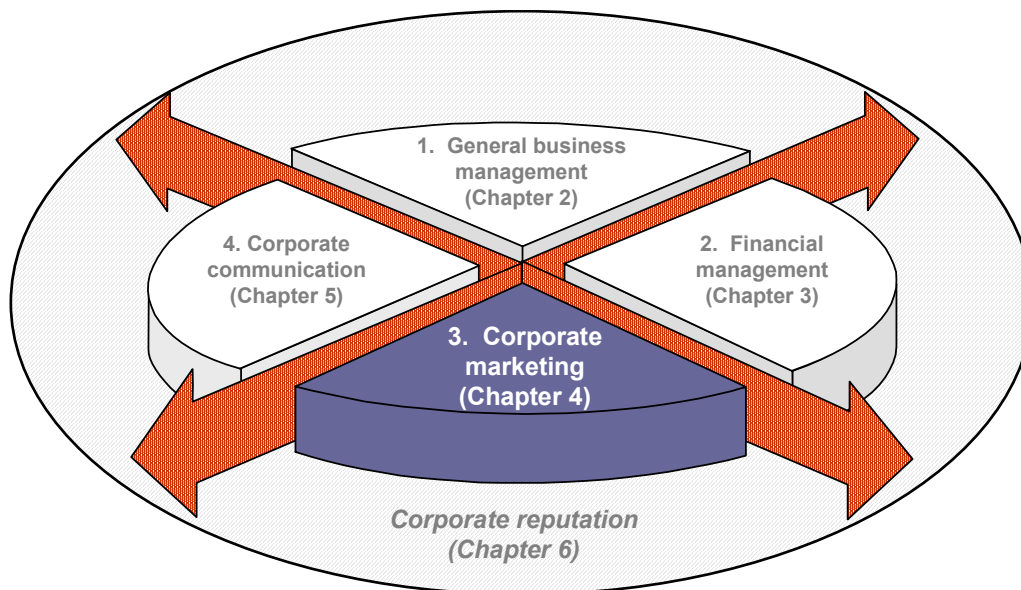 1. General business
management
(Chapter 2)
4. Corporate
communication
(Chapter 5)
2. Financial
management
(Chapter 3)
3. Corporate
marketing
(Chapter 4)
Corporate reputation
(Chapter 6)